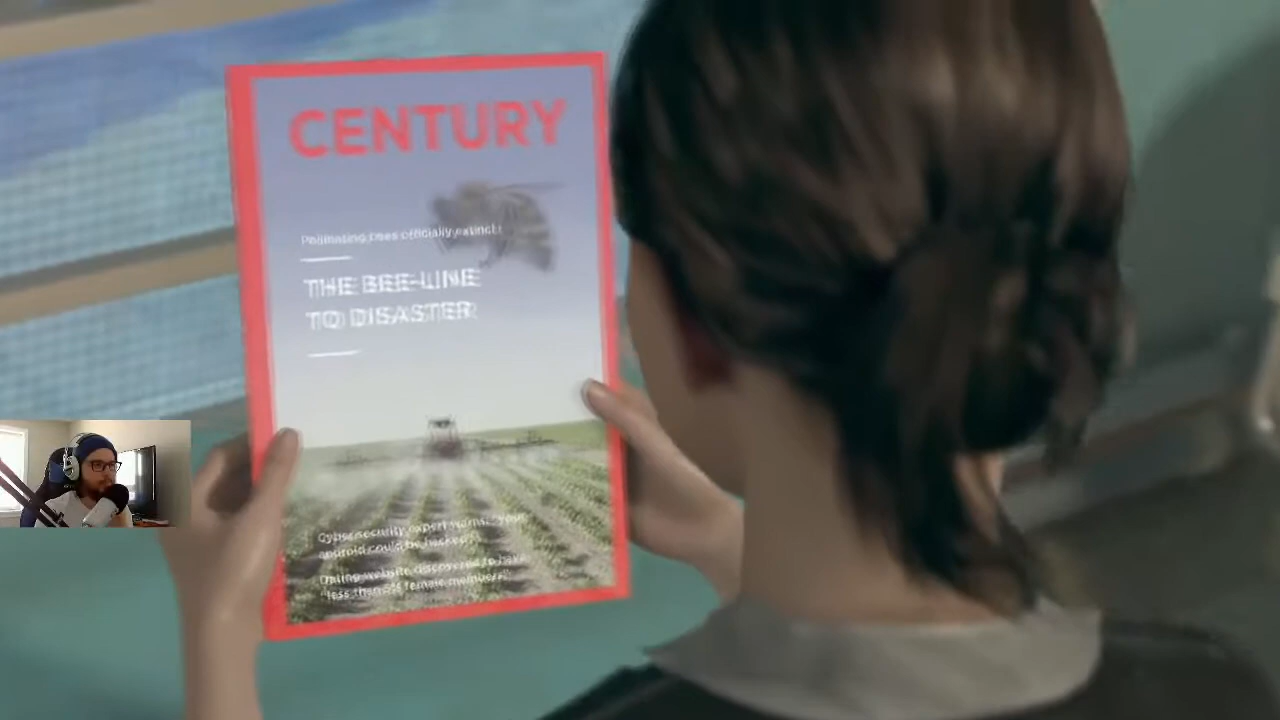 CENTURY
Pollinating bees officially extinct!
THE BEE-LINE
TO DISASTER
Cybersecurity expert warns: "your
android could be hacked"
Dating website discovered to have
"less than 5% female members"